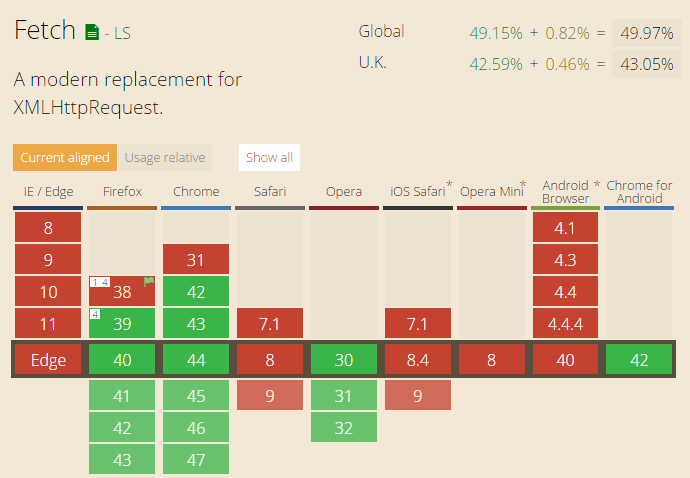 Fetch - LS
Global 49.15% + 0.82% = 49.97%
U.K. 42.59% + 0.46% = 43.05%
A modern replacement for
XMLHttpRequest.
Current aligned Usage relative Show all
IE / Edge Firefox Chrome Safari Opera iOS Safari* Opera Mini* Android Browser* Chrome for Android
8 4.1
9 31 4.3
10 1 4 38 42 4.4
11 4 39 43 7.1 7.1 4.4.4
Edge 40 44 8 30 8.4 8 40 42
41 45 9 31 9
42 46 32
43 47